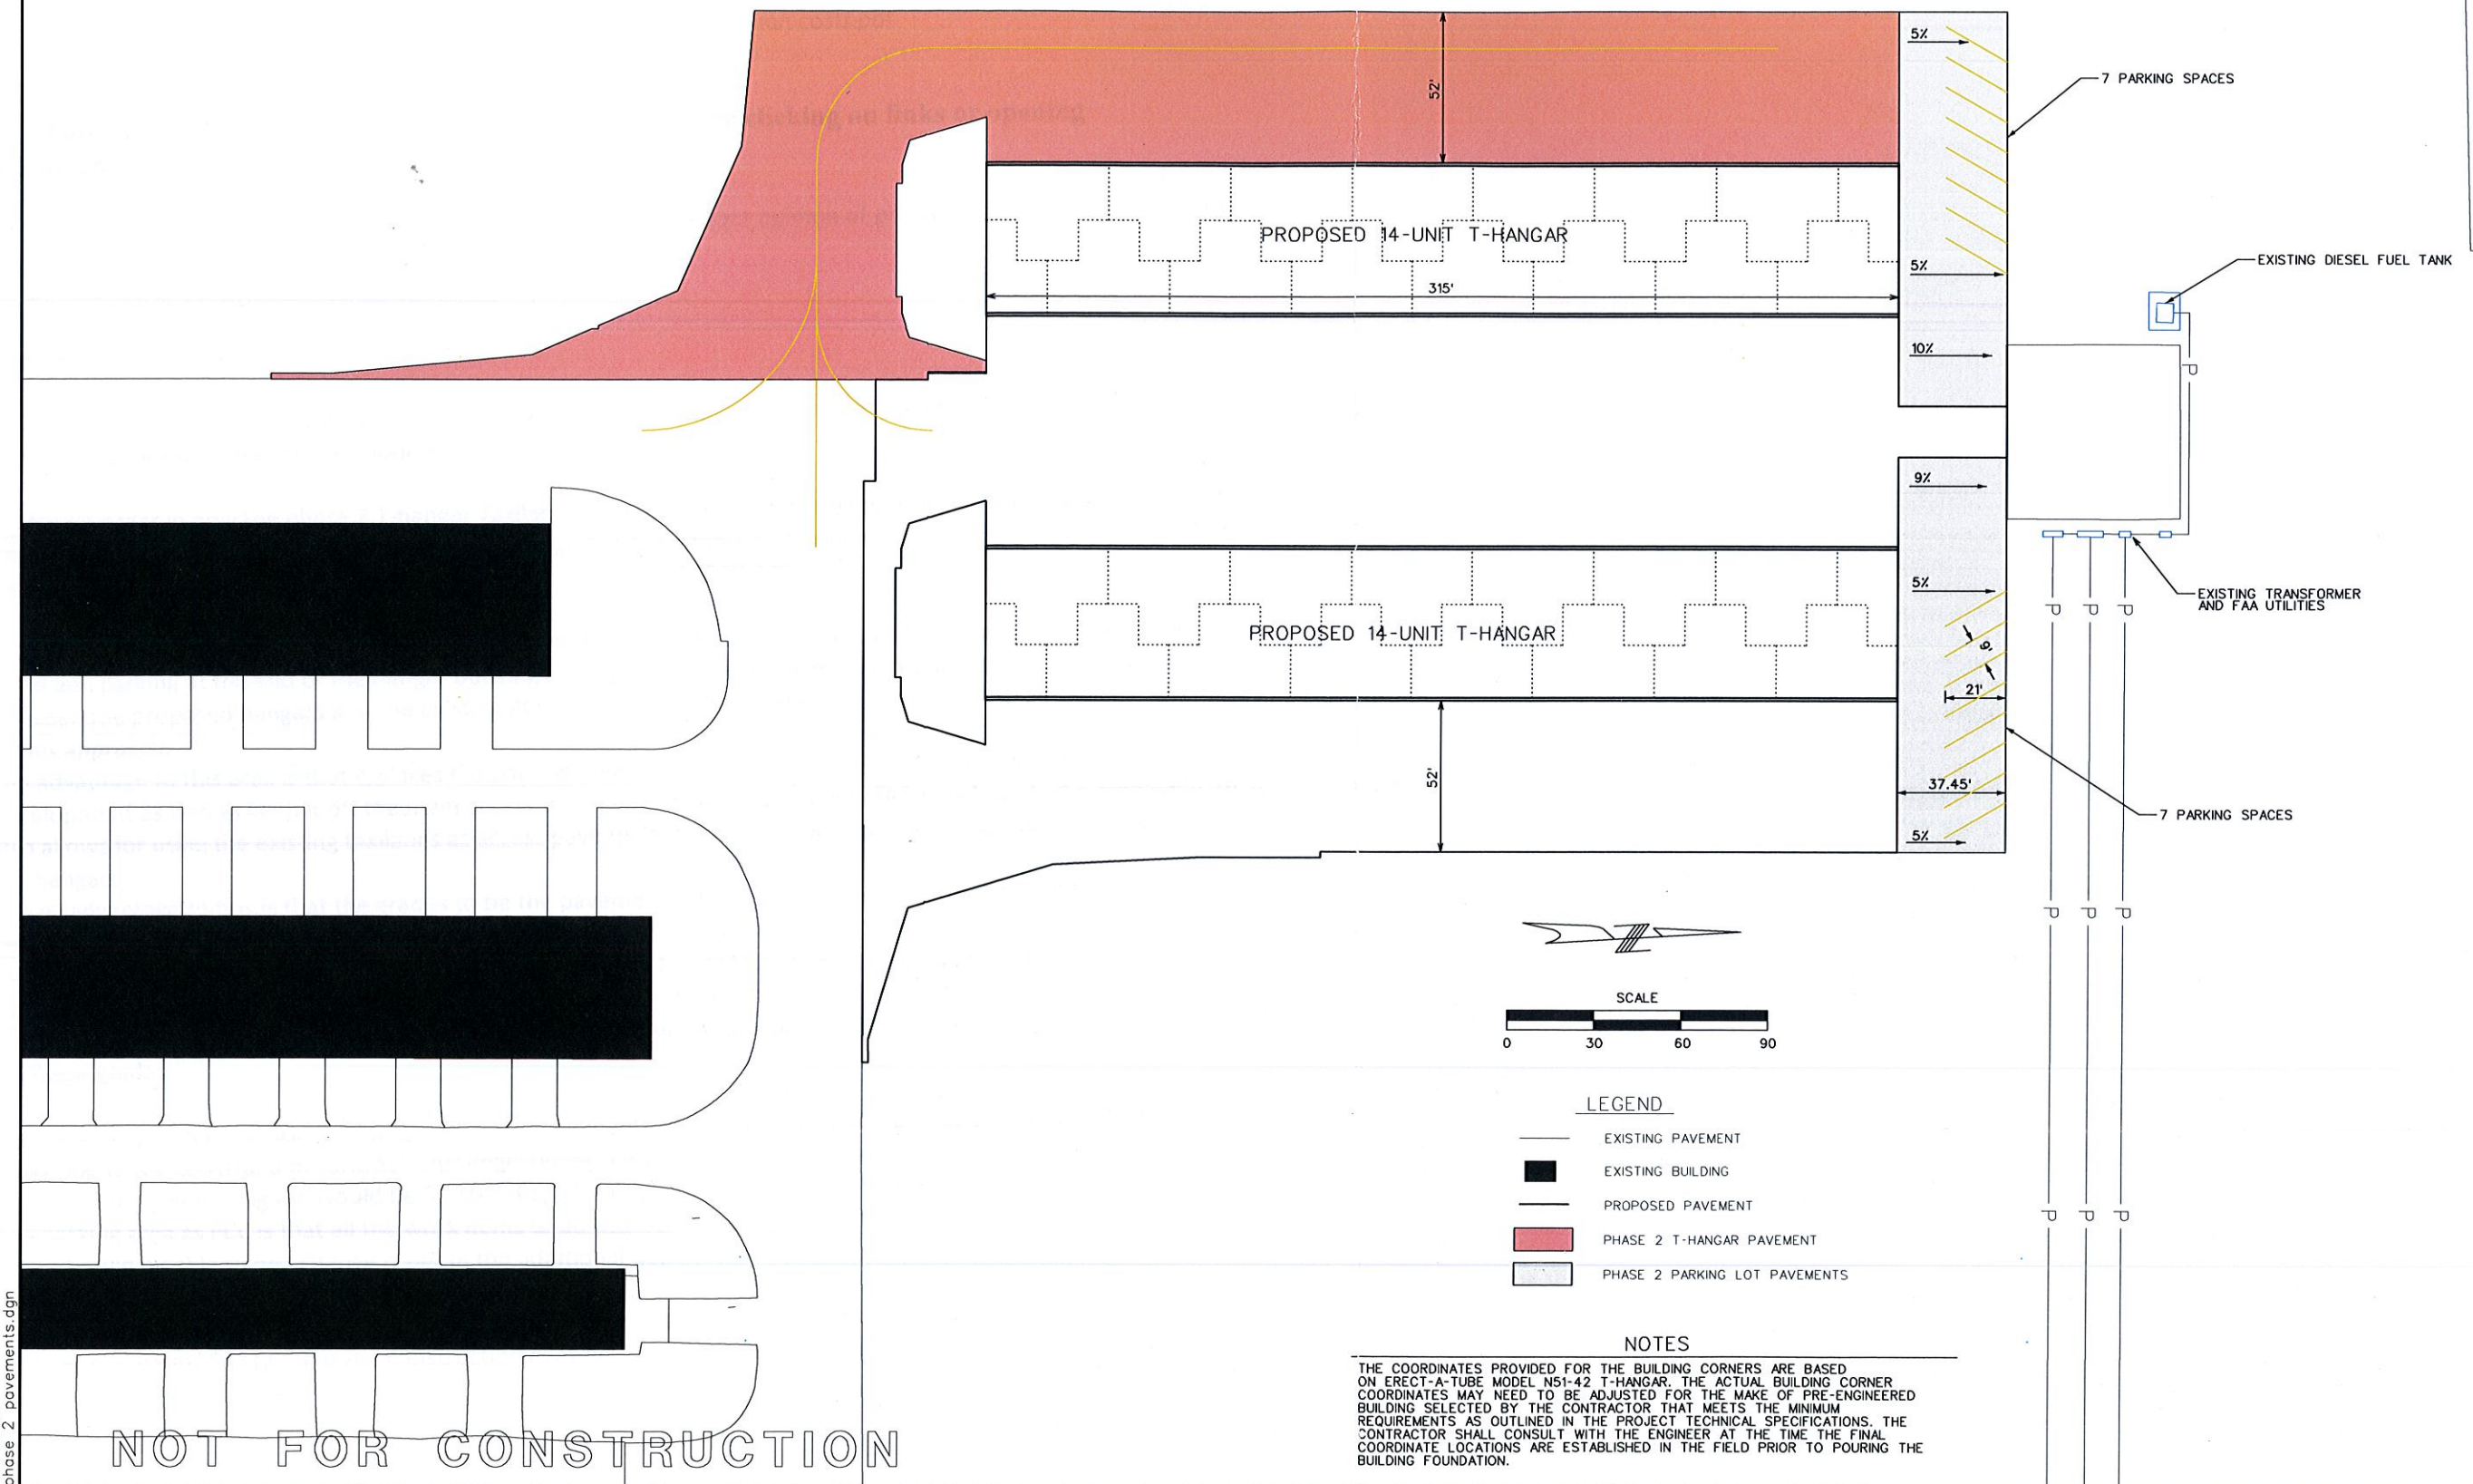 5%
7 PARKING SPACES
52'
PROPOSED 14-UNIT T-HANGAR
5%
EXISTING DIESEL FUEL TANK
315'
10%
P
9%
5%
EXISTING TRANSFORMER
AND FAA UTILITIES
P P P
PROPOSED 14-UNIT T-HANGAR
9'
21'
52'
37.45'
7 PARKING SPACES
5%
P P P
SCALE
0 30 60 90
LEGEND
EXISTING PAVEMENT
EXISTING BUILDING
PROPOSED PAVEMENT
P P P
PHASE 2 T-HANGAR PAVEMENT
PHASE 2 PARKING LOT PAVEMENTS
NOTES
THE COORDINATES PROVIDED FOR THE BUILDING CORNERS ARE BASED
ON ERECT-A-TUBE MODEL N51-42 T-HANGAR. THE ACTUAL BUILDING CORNER
COORDINATES MAY NEED TO BE ADJUSTED FOR THE MAKE OF PRE-ENGINEERED
BUILDING SELECTED BY THE CONTRACTOR THAT MEETS THE MINIMUM
REQUIREMENTS AS OUTLINED IN THE PROJECT TECHNICAL SPECIFICATIONS. THE
CONTRACTOR SHALL CONSULT WITH THE ENGINEER AT THE TIME THE FINAL
COORDINATE LOCATIONS ARE ESTABLISHED IN THE FIELD PRIOR TO POURING THE
BUILDING FOUNDATION.
NOT FOR CONSTRUCTION
phase 2 pavements.dgn